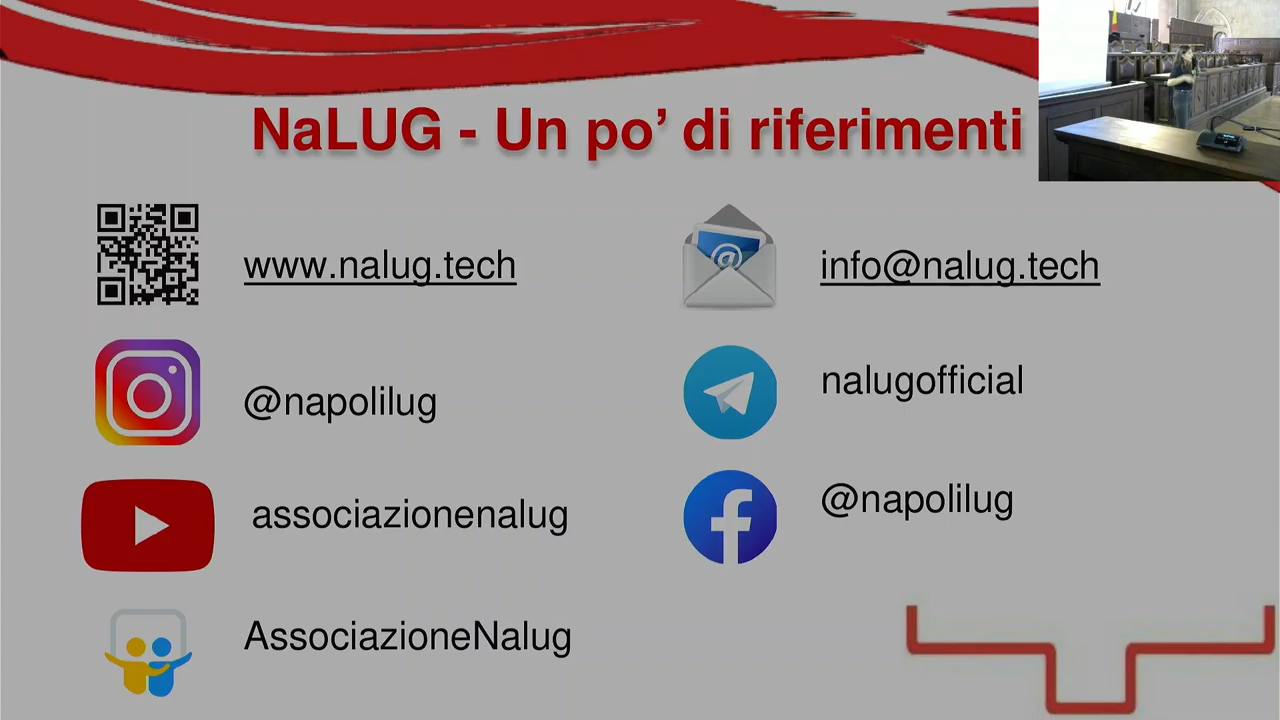 NaLUG - Un po’ di riferimenti
www.nalug.tech
info@nalug.tech
@napolilug
nalugofficial
associazionenalug
@napolilug
AssociazioneNalug